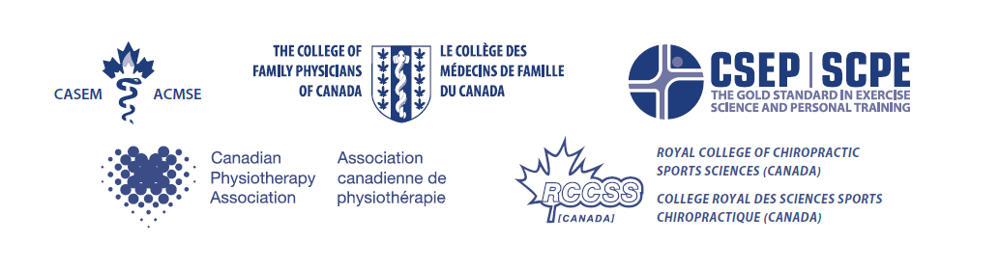 CASEM ACMSE
THE COLLEGE OF
FAMILY PHYSICIANS
OF CANADA
LE COLLÈGE DES
MÉDECINS DE FAMILLE
DU CANADA
CSEP | SCPE
THE GOLD STANDARD IN EXERCISE
SCIENCE AND PERSONAL TRAINING
Canadian
Physiotherapy
Association
Association
canadienne de
physiothérapie
RCCSS
[CANADA]
ROYAL COLLEGE OF CHIROPRACTIC
SPORTS SCIENCES (CANADA)
COLLEGE ROYAL DES SCIENCES SPORTS
CHIROPRACTIQUE (CANADA)